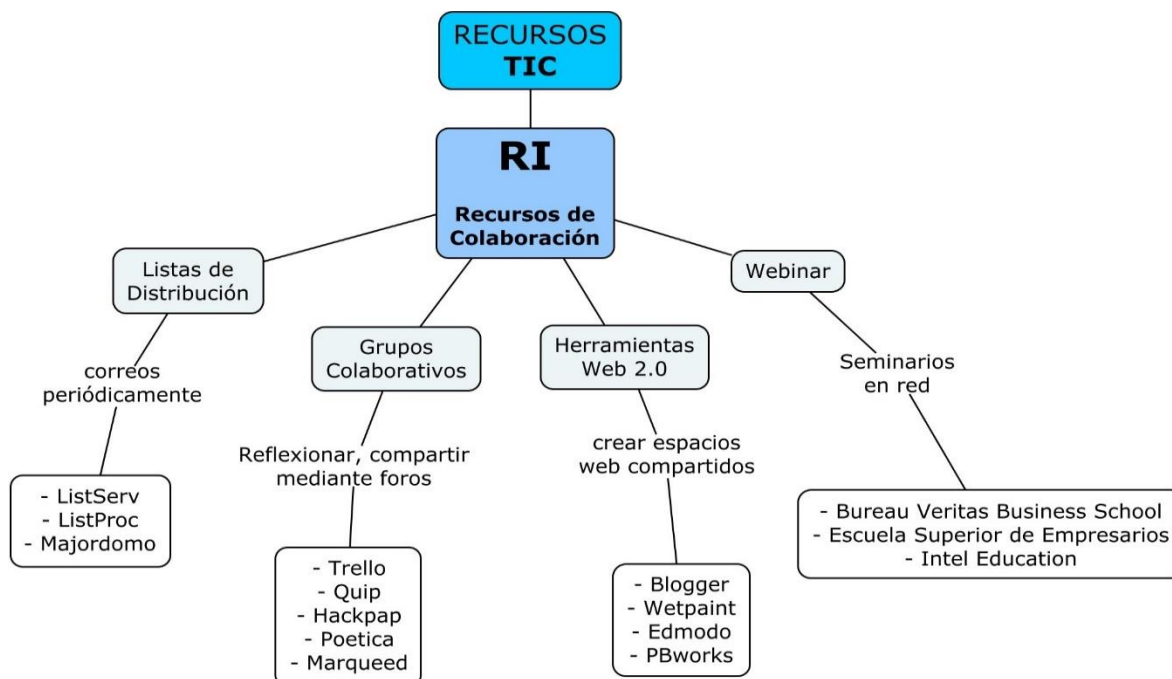 RECURSOS
TIC
RI
Recursos de
Colaboración
Listas de
Distribución
correos
periódicamente
- ListServ
- ListProc
- Majordomo
Grupos
Colaborativos
Reflexionar, compartir
mediante foros
- Trello
- Quip
- Hackpap
- Poetica
- Marqueed
Herramientas
Web 2.0
crear espacios
web compartidos
- Blogger
- Wetpaint
- Edmodo
- PBworks
Webinar
Seminarios
en red
- Bureau Veritas Business School
- Escuela Superior de Empresarios
- Intel Education